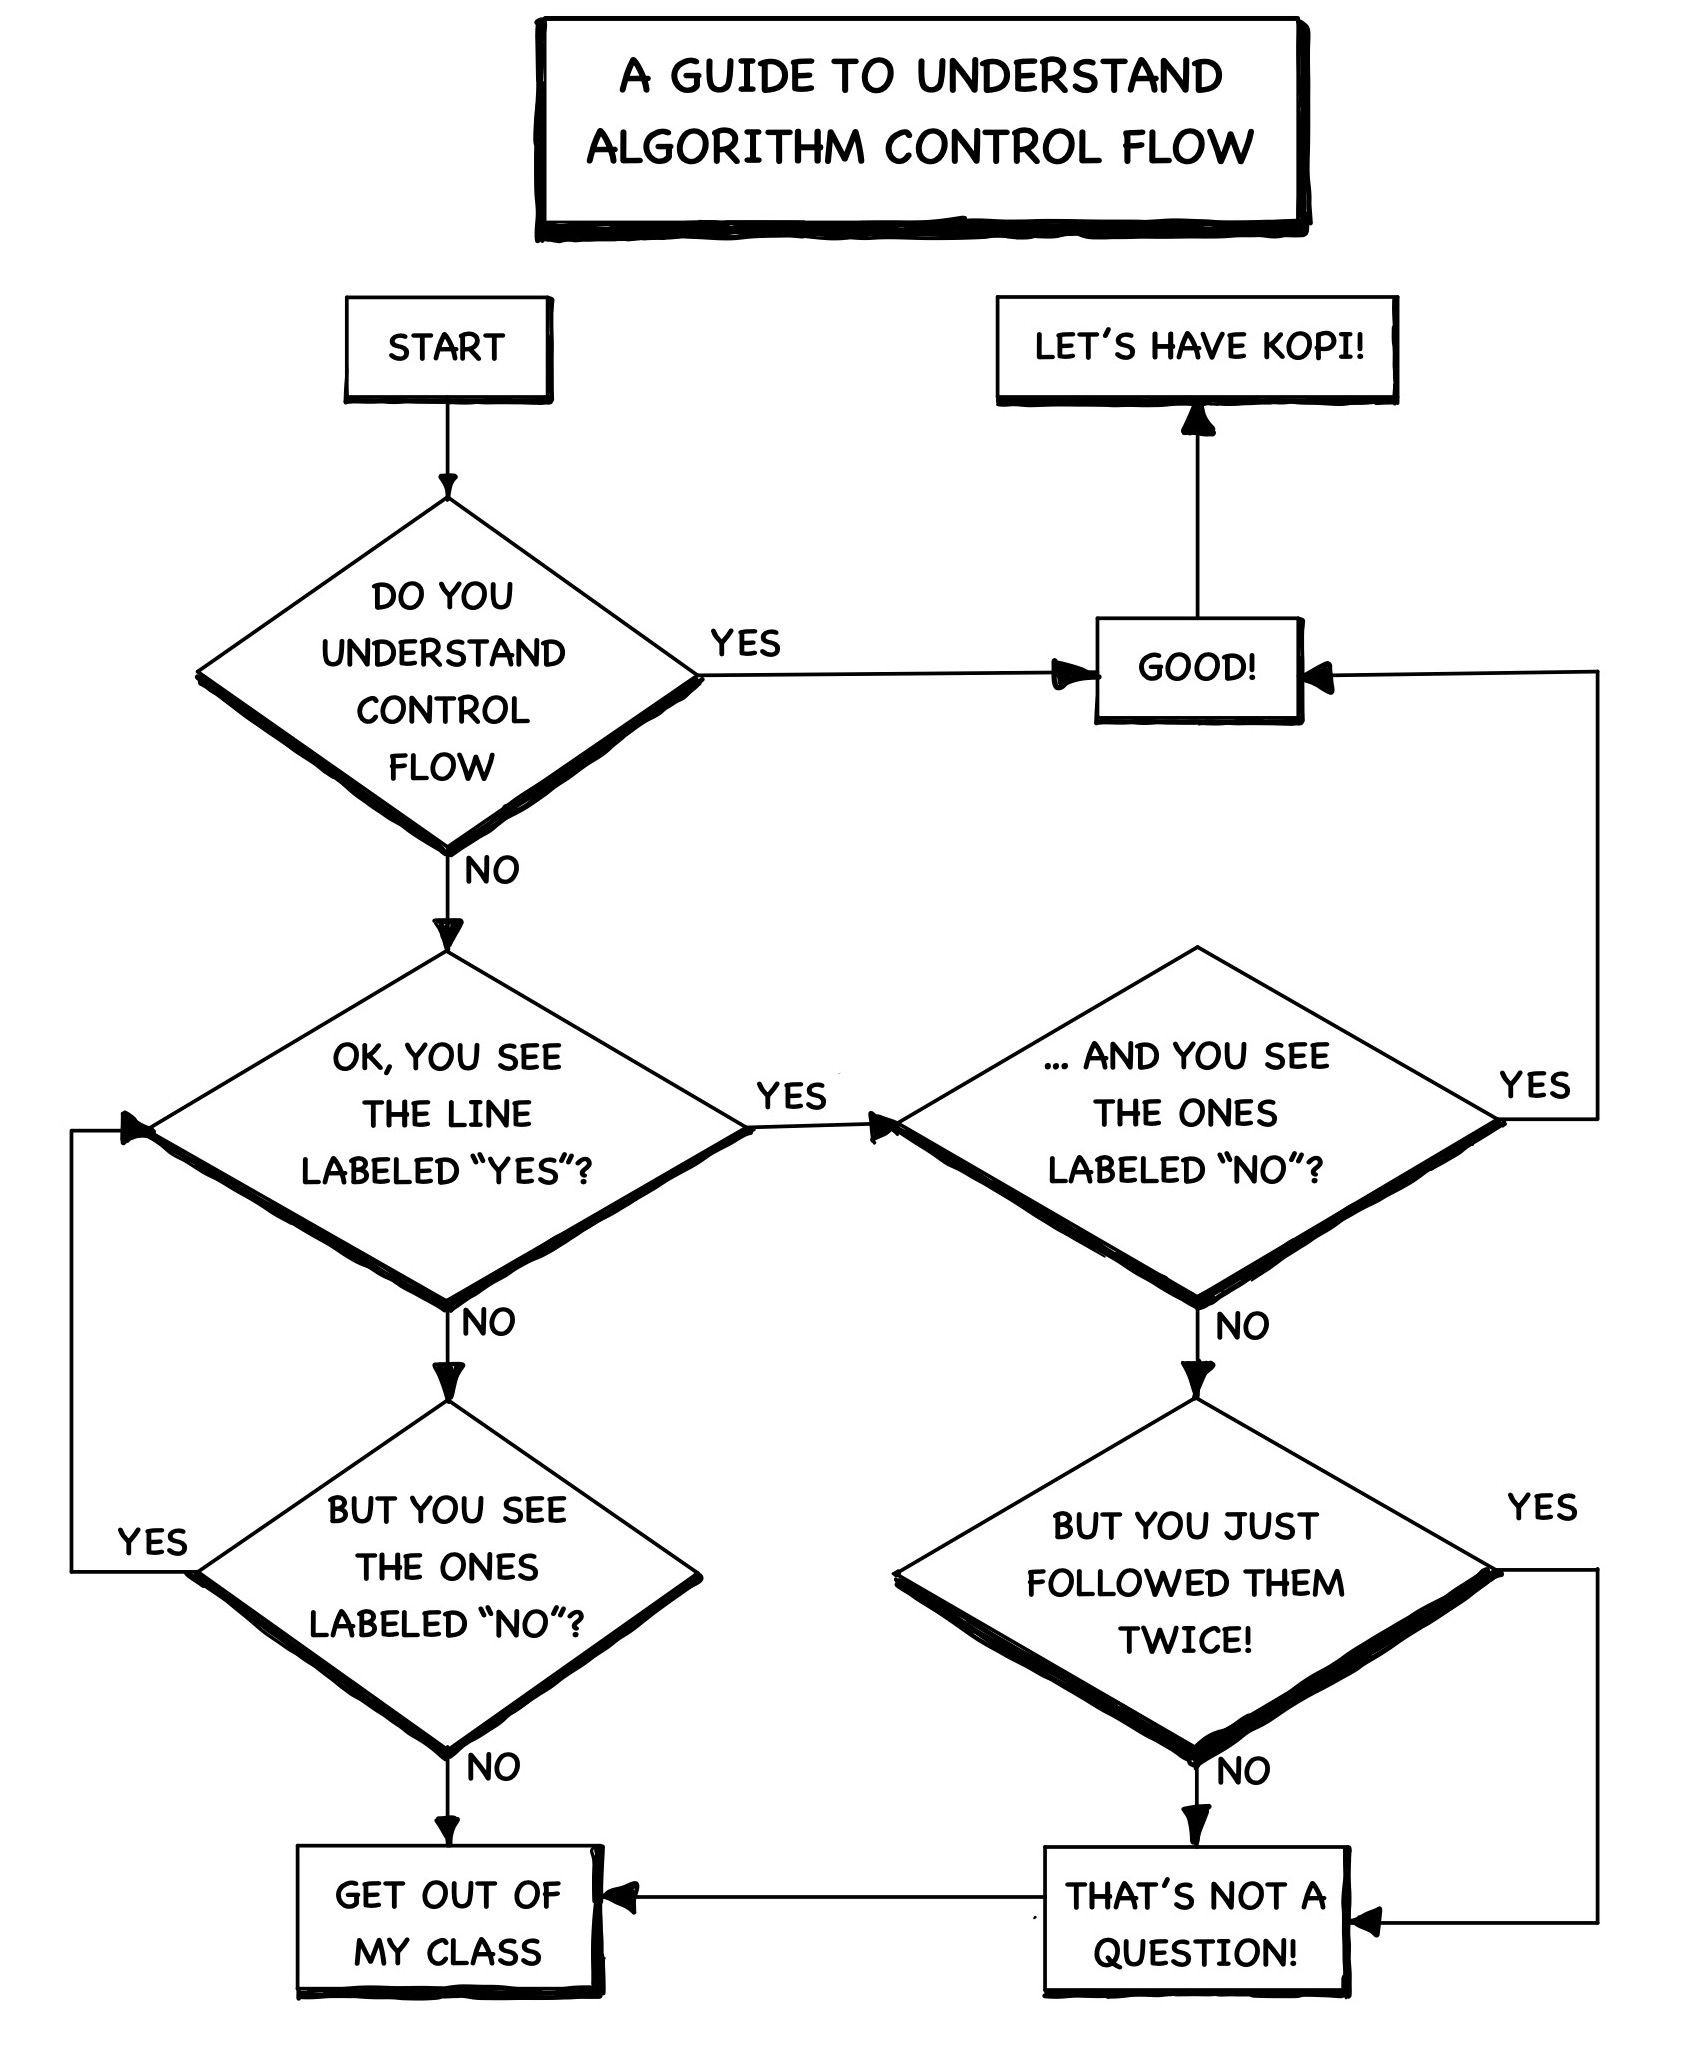 A GUIDE TO UNDERSTAND
ALGORITHM CONTROL FLOW
START
LET'S HAVE KOPI!
DO YOU
UNDERSTAND
CONTROL
FLOW
YES
GOOD!
NO
OK, YOU SEE
THE LINE
LABELED "YES"?
YES
... AND YOU SEE
THE ONES
LABELED "NO"?
YES
NO
NO
BUT YOU SEE
THE ONES
LABELED "NO"?
YES
BUT YOU JUST
FOLLOWED THEM
TWICE!
YES
NO
NO
GET OUT OF
MY CLASS
THAT'S NOT A
QUESTION!